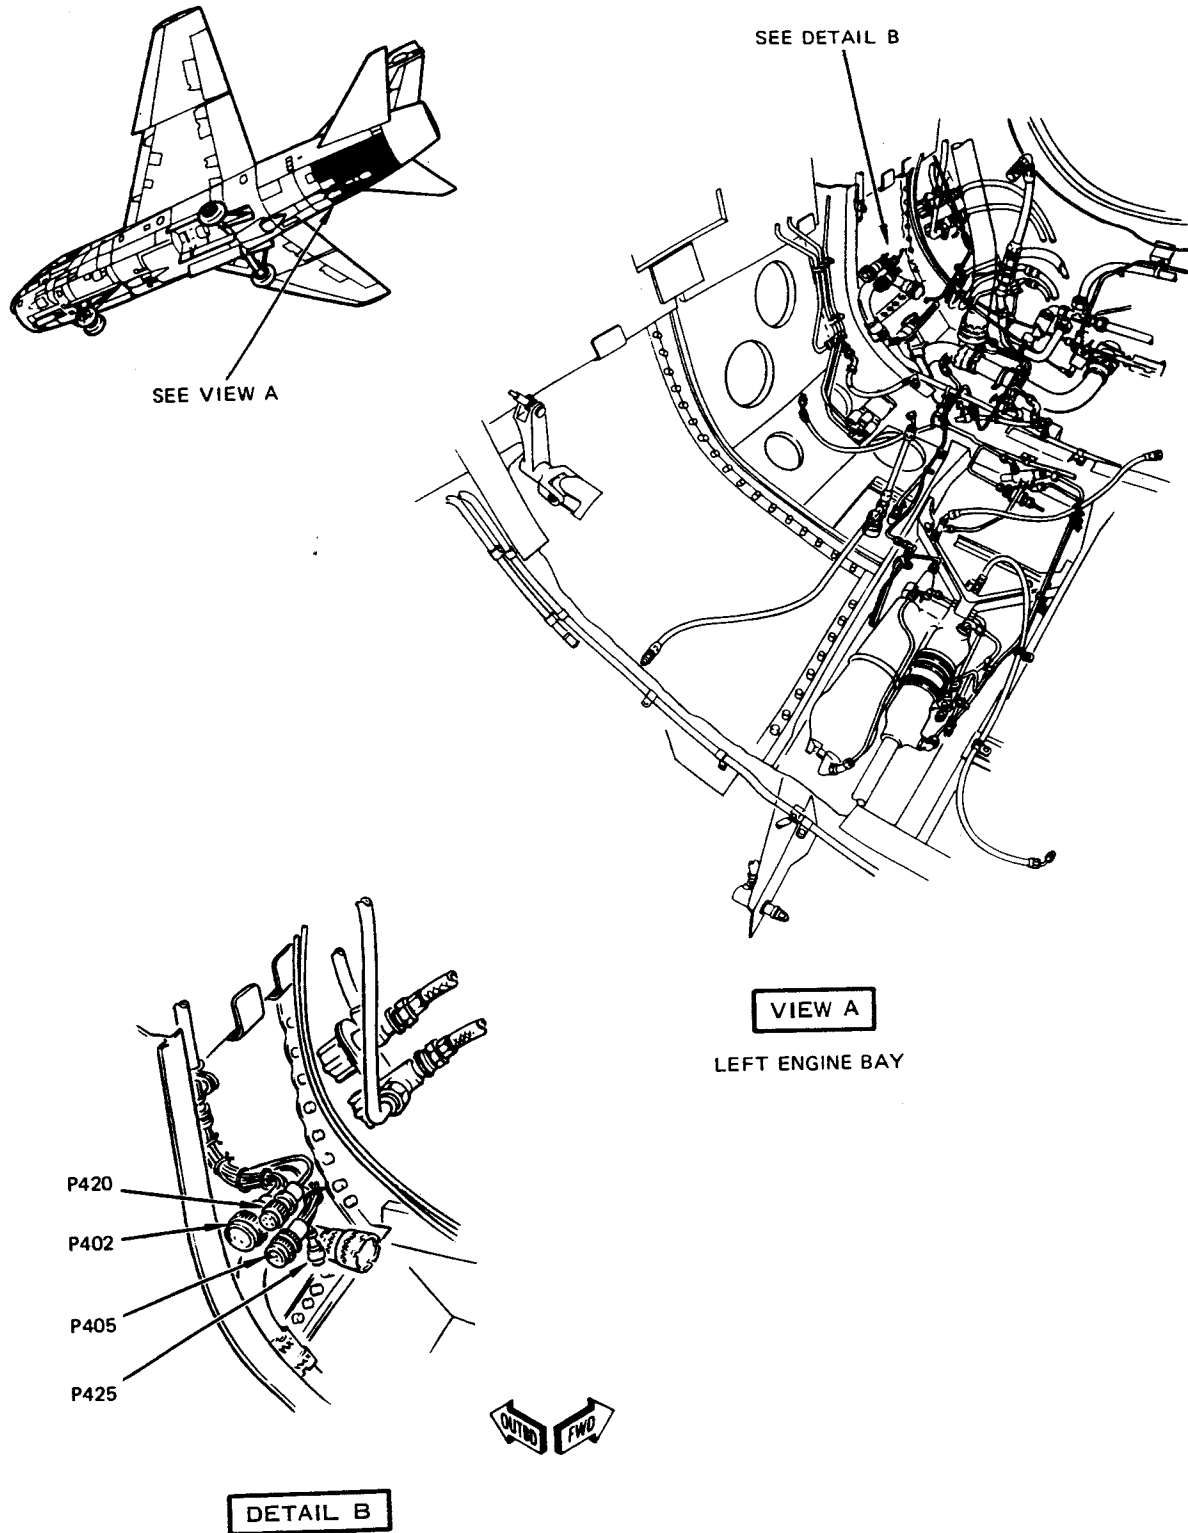 SEE DETAIL B
SEE VIEW A
VIEW A
LEFT ENGINE BAY
P420
P402
P405
P425
OUTBD
FWD
DETAIL B